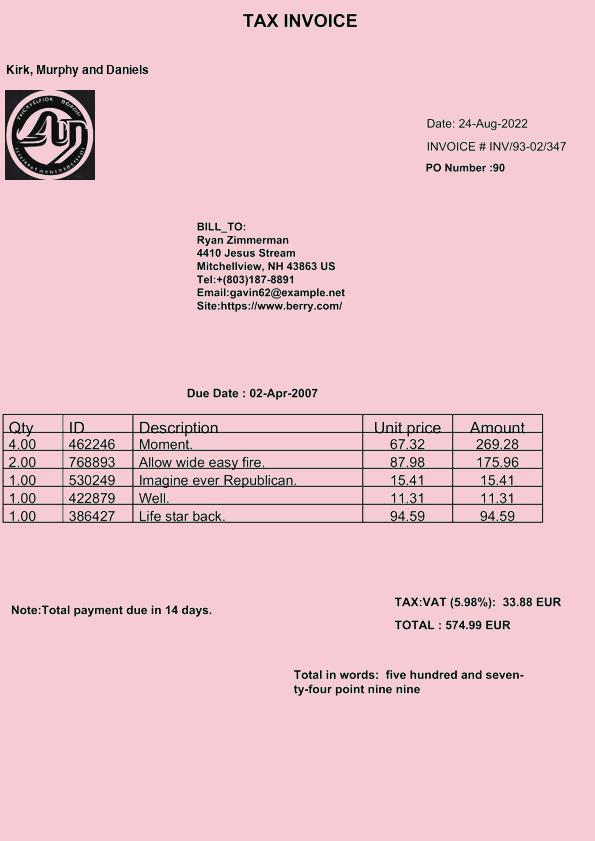 TAX INVOICE
Kirk, Murphy and Daniels
Date: 24-Aug-2022
INVOICE # INV/93-02/347
PO Number :90
BILL_TO:
Ryan Zimmerman
4410 Jesus Stream
Mitchellview, NH 43863 US
Tel:+(803)187-8891
Email:gavin62@example.net
Site:https://www.berry.com/
Due Date : 02-Apr-2007
Qty ID Description Unit price Amount
4.00 462246 Moment. 67.32 269.28
2.00 768893 Allow wide easy fire. 87.98 175.96
1.00 530249 Imagine ever Republican. 15.41 15.41
1.00 422879 Well. 11.31 11.31
1.00 386427 Life star back. 94.59 94.59
TAX:VAT (5.98%): 33.88 EUR
Note:Total payment due in 14 days.
TOTAL : 574.99 EUR
Total in words: five hundred and seven-
ty-four point nine nine